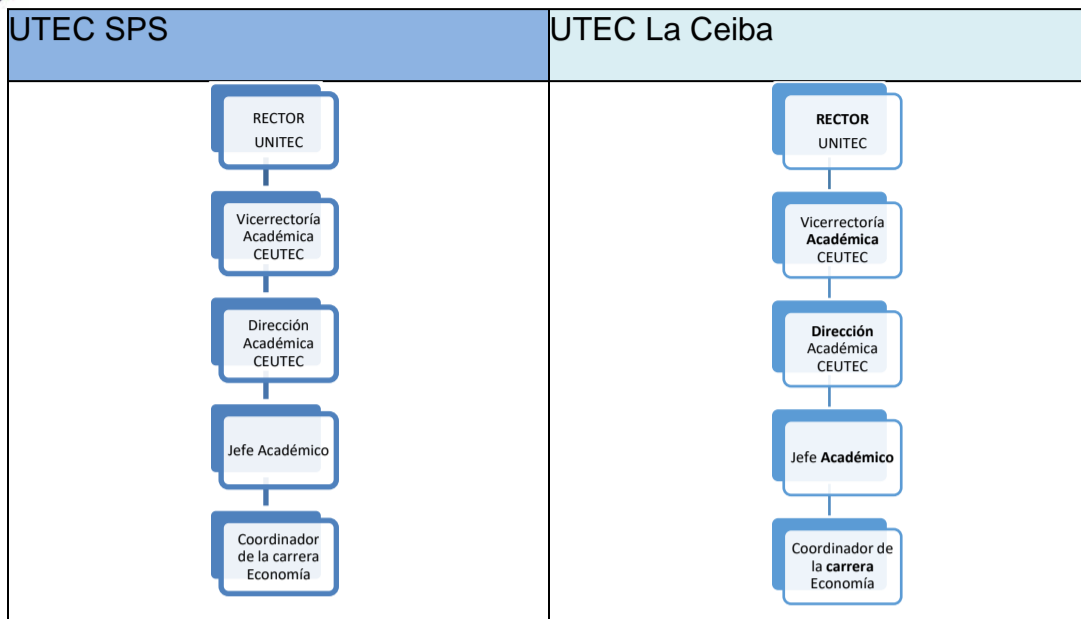 UTEC SPS
UTEC La Ceiba
RECTOR
UNITEC
Vicerrectoría
Académica
CEUTEC
Dirección
Académica
CEUTEC
Jefe Académico
Coordinador
de la carrera
Economía
RECTOR
UNITEC
Vicerrectoría
Académica
CEUTEC
Dirección
Académica
CEUTEC
Jefe Académico
Coordinador de
la carrera
Economía